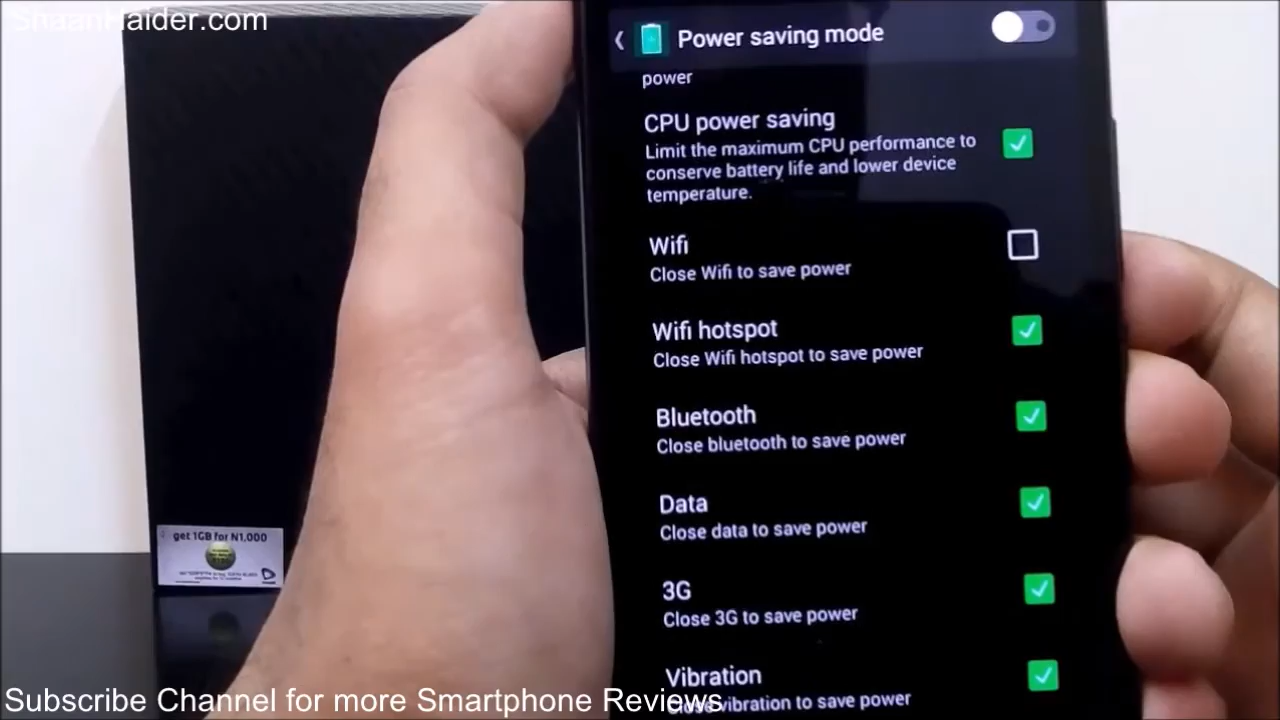 ShaanHaider.com
Power saving mode
power
CPU power saving
Limit the maximum CPU performance to
conserve battery life and lower device
temperature.
Wifi
Close Wifi to save power
Wifi hotspot
Close Wifi hotspot to save power
Bluetooth
Close bluetooth to save power
Data
Close data to save power
3G
Close 3G to save power
Vibration
Close vibration to save power
get 1GB for N1,000
Subscribe Channel for more Smartphone Reviews